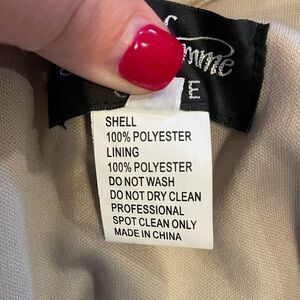 SHELL
100% POLYESTER
LINING
100% POLYESTER
DO NOT WASH
DO NOT DRY CLEAN
PROFESSIONAL
SPOT CLEAN ONLY
MADE IN CHINA